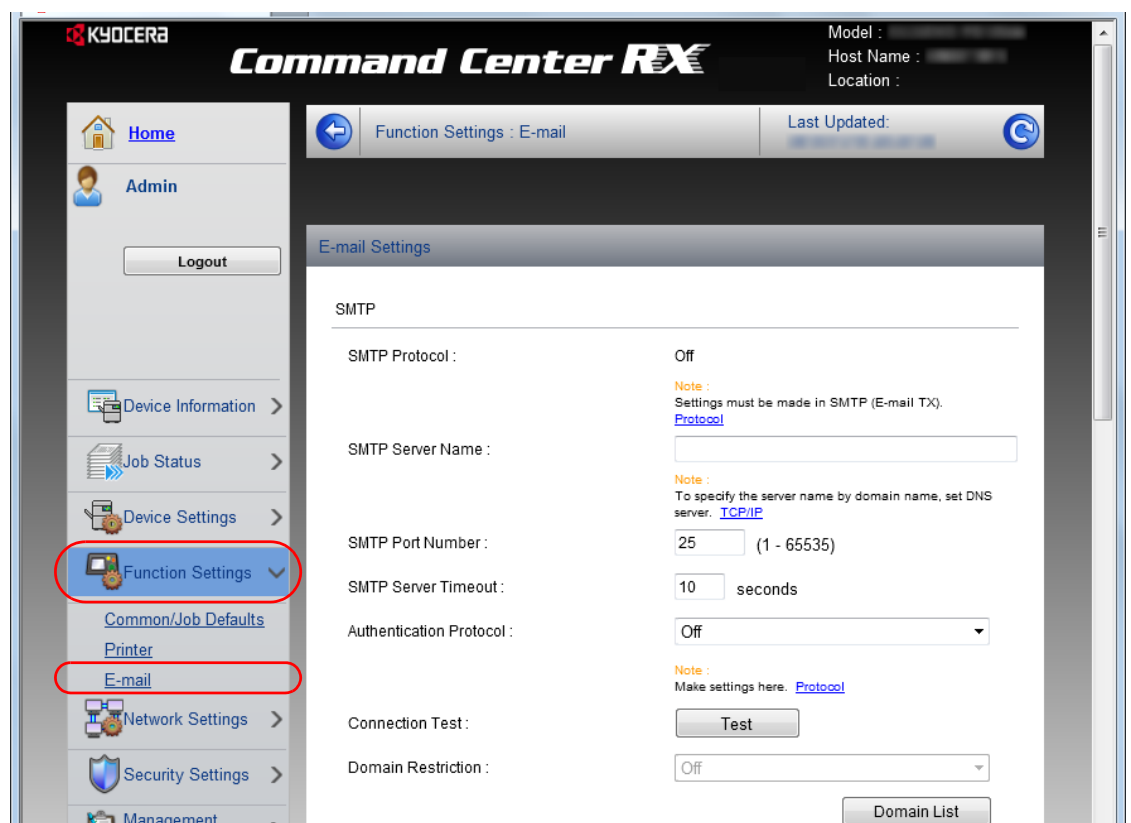 KYOCERA
Command Center RX
Model :
Host Name :
Location :
Home
Admin
Logout
Device Information
Job Status
Device Settings
Function Settings
Common/Job Defaults
Printer
E-mail
Network Settings
Security Settings
Management
Function Settings : E-mail
Last Updated:
E-mail Settings
SMTP
SMTP Protocol :
Off
Note :
Settings must be made in SMTP (E-mail TX).
Protocol
SMTP Server Name :
Note :
To specify the server name by domain name, set DNS
server. TCP/IP
SMTP Port Number :
25 (1 - 65535)
SMTP Server Timeout :
10 seconds
Authentication Protocol :
Off
Note :
Make settings here. Protocol
Connection Test :
Test
Domain Restriction :
Off
Domain List